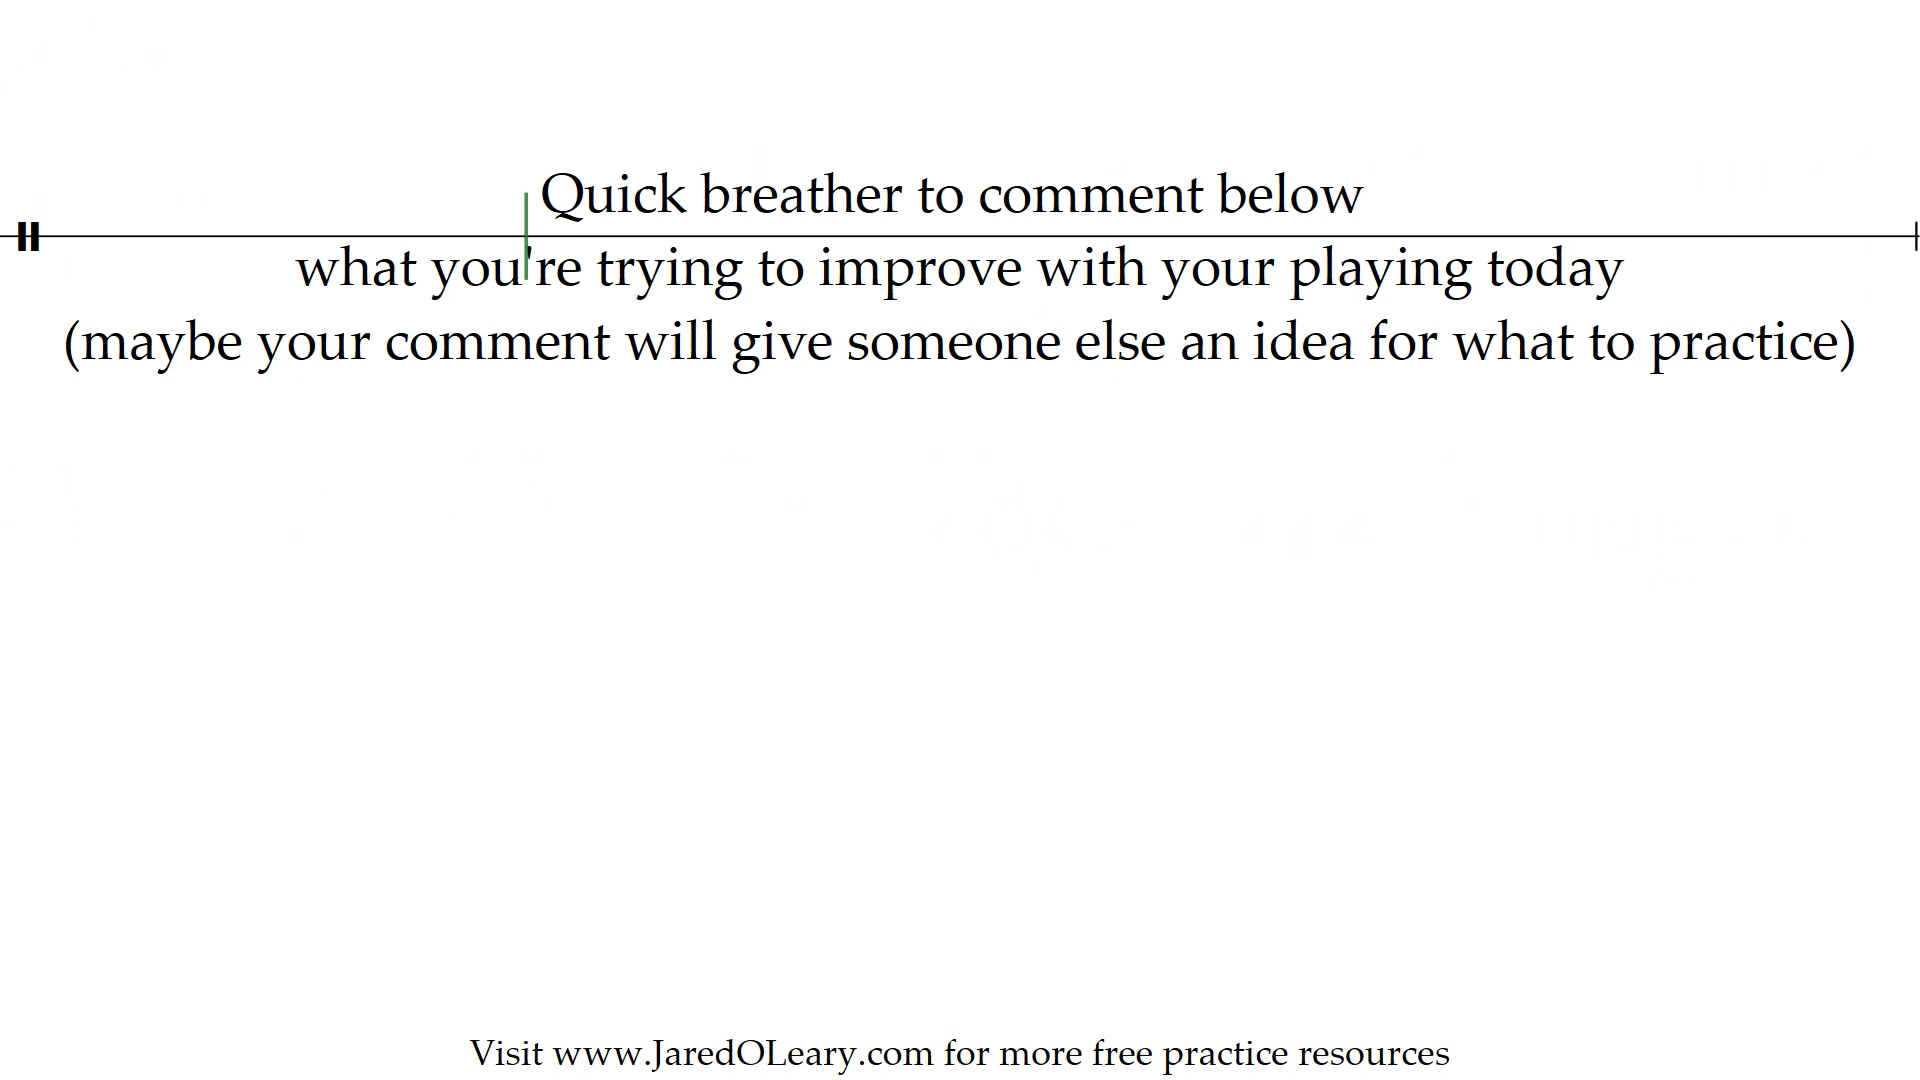 Quick breather to comment below
what you're trying to improve with your playing today
(maybe your comment will give someone else an idea for what to practice)
Visit www.JaredOLeary.com for more free practice resources